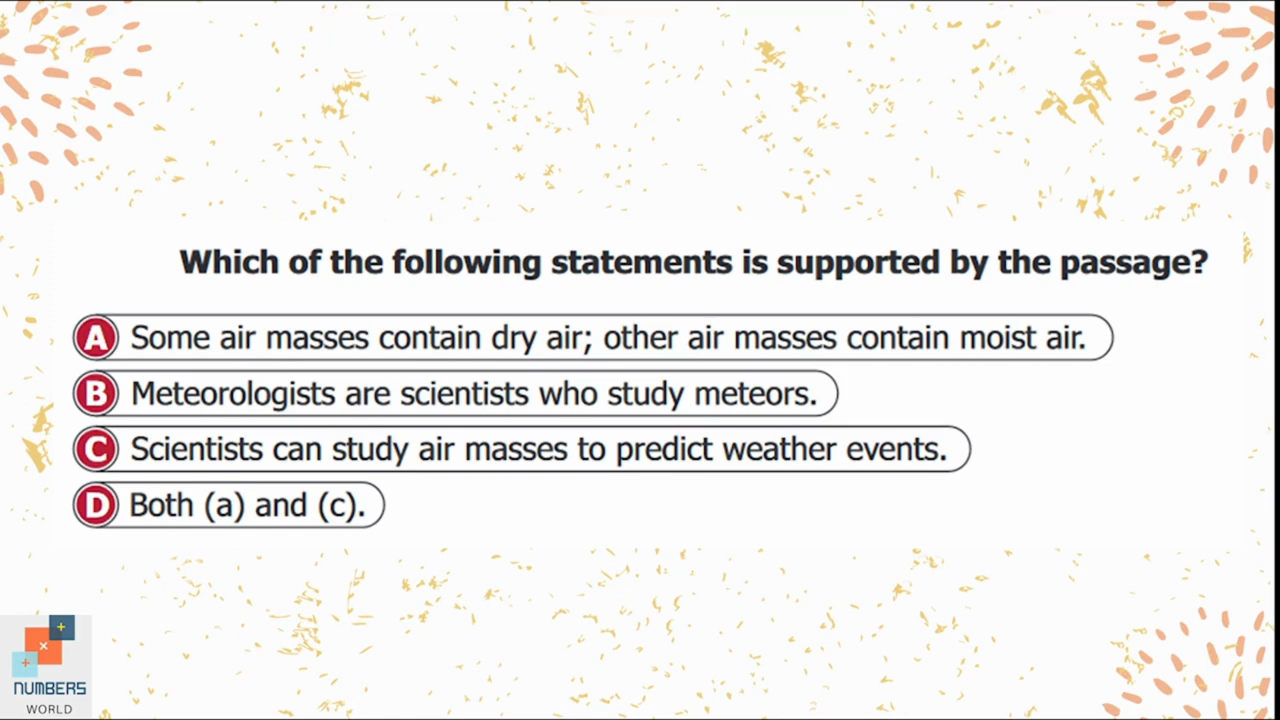 Which of the following statements is supported by the passage?
A Some air masses contain dry air; other air masses contain moist air.
B Meteorologists are scientists who study meteors.
C Scientists can study air masses to predict weather events.
D Both (a) and (c).
+
×
+
NUMBERS
WORLD